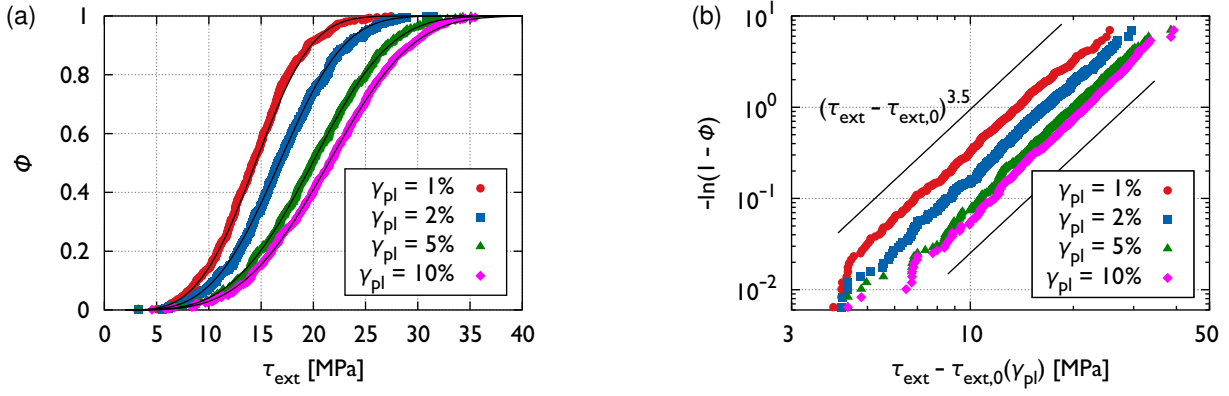 (a)
Φ
1
0.8
0.6
0.4
0.2
0
γpl = 1%
γpl = 2%
γpl = 5%
γpl = 10%
0 5 10 15 20 25 30 35 40
τext [MPa]
(b)
-ln(1 - Φ)
10^1
10^0
10^-1
10^-2
(τext - τext,0)^3.5
γpl = 1%
γpl = 2%
γpl = 5%
γpl = 10%
3 10 50
τext - τext,0(γpl) [MPa]